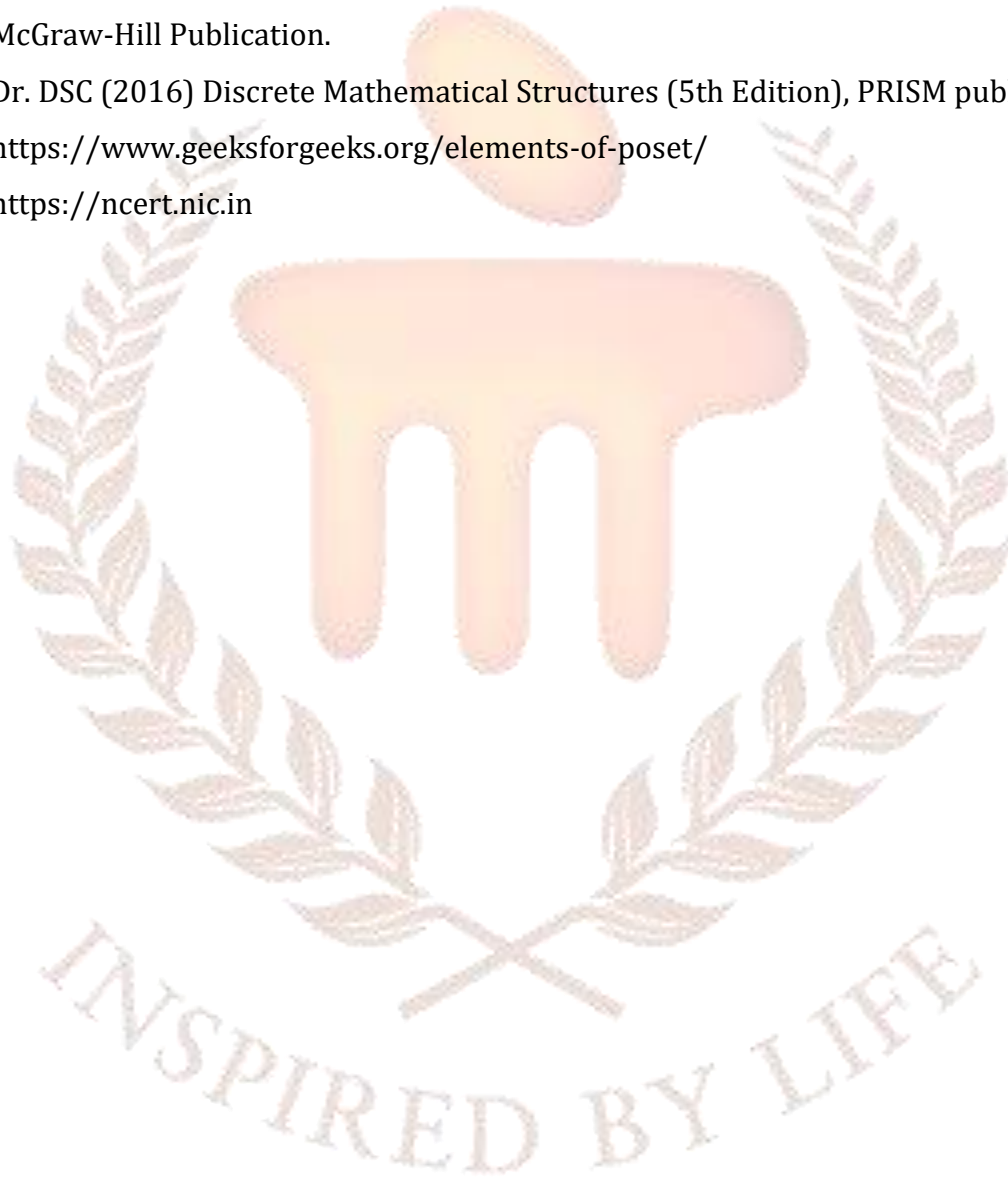 McGraw-Hill Publication.
Dr. DSC (2016) Discrete Mathematical Structures (5th Edition), PRISM pub
https://www.geeksforgeeks.org/elements-of-poset/
https://ncert.nic.in
INSPIRED BY LIFE